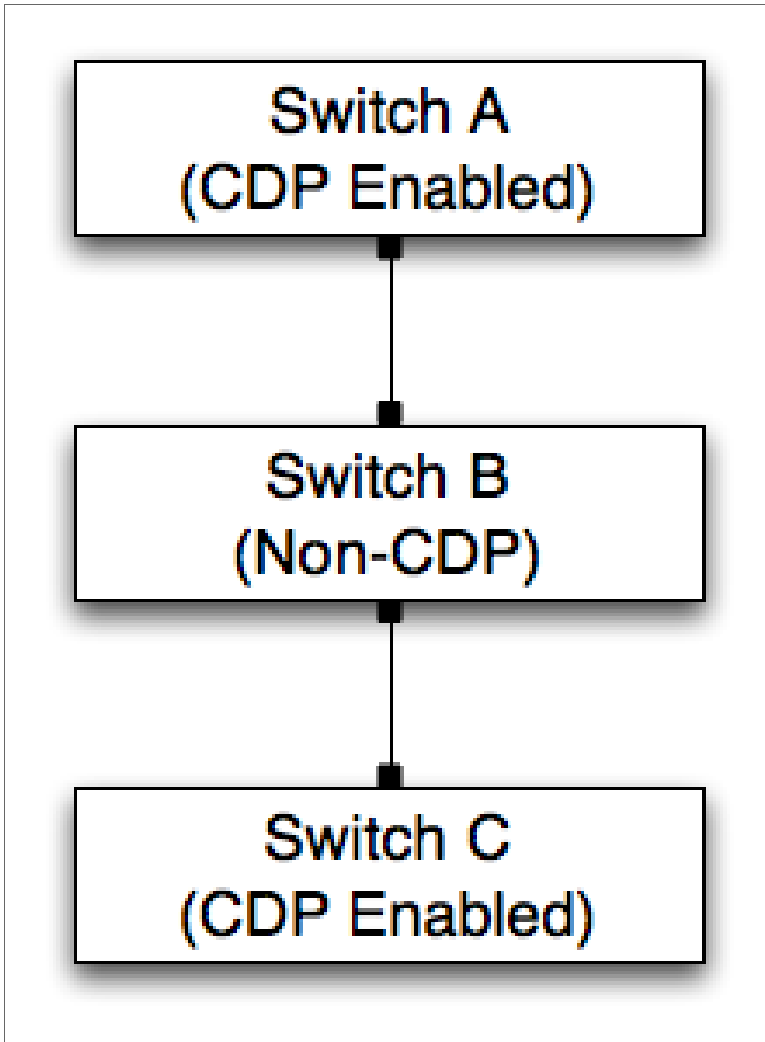 Switch A
(CDP Enabled)
Switch B
(Non-CDP)
Switch C
(CDP Enabled)